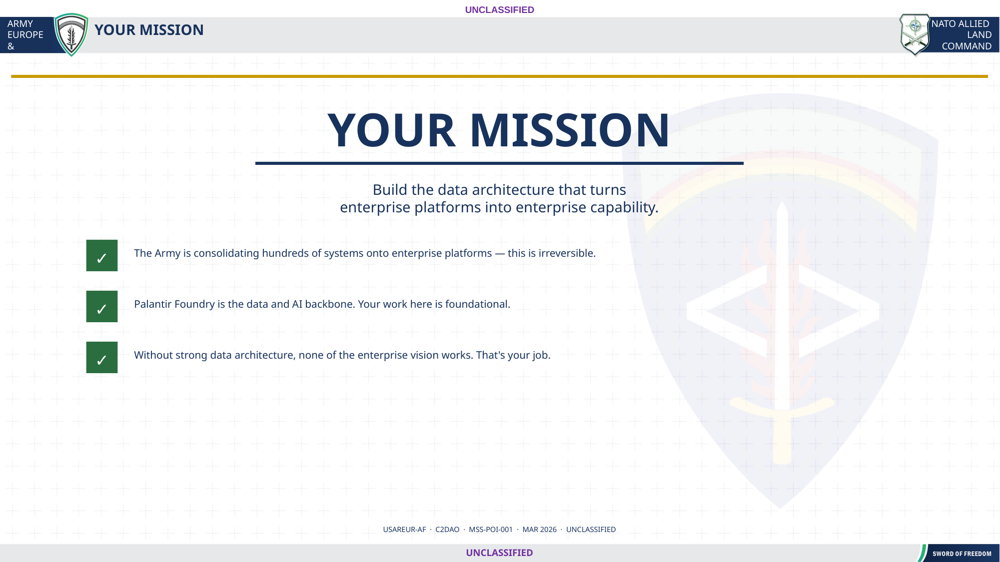 UNCLASSIFIED
ARMY
EUROPE
&
YOUR MISSION
NATO ALLIED
LAND
COMMAND
YOUR MISSION
Build the data architecture that turns
enterprise platforms into enterprise capability.
✓ The Army is consolidating hundreds of systems onto enterprise platforms — this is irreversible.
✓ Palantir Foundry is the data and AI backbone. Your work here is foundational.
✓ Without strong data architecture, none of the enterprise vision works. That's your job.
USAREUR-AF · C2DAO · MSS-POI-001 · MAR 2026 · UNCLASSIFIED
UNCLASSIFIED
SWORD OF FREEDOM